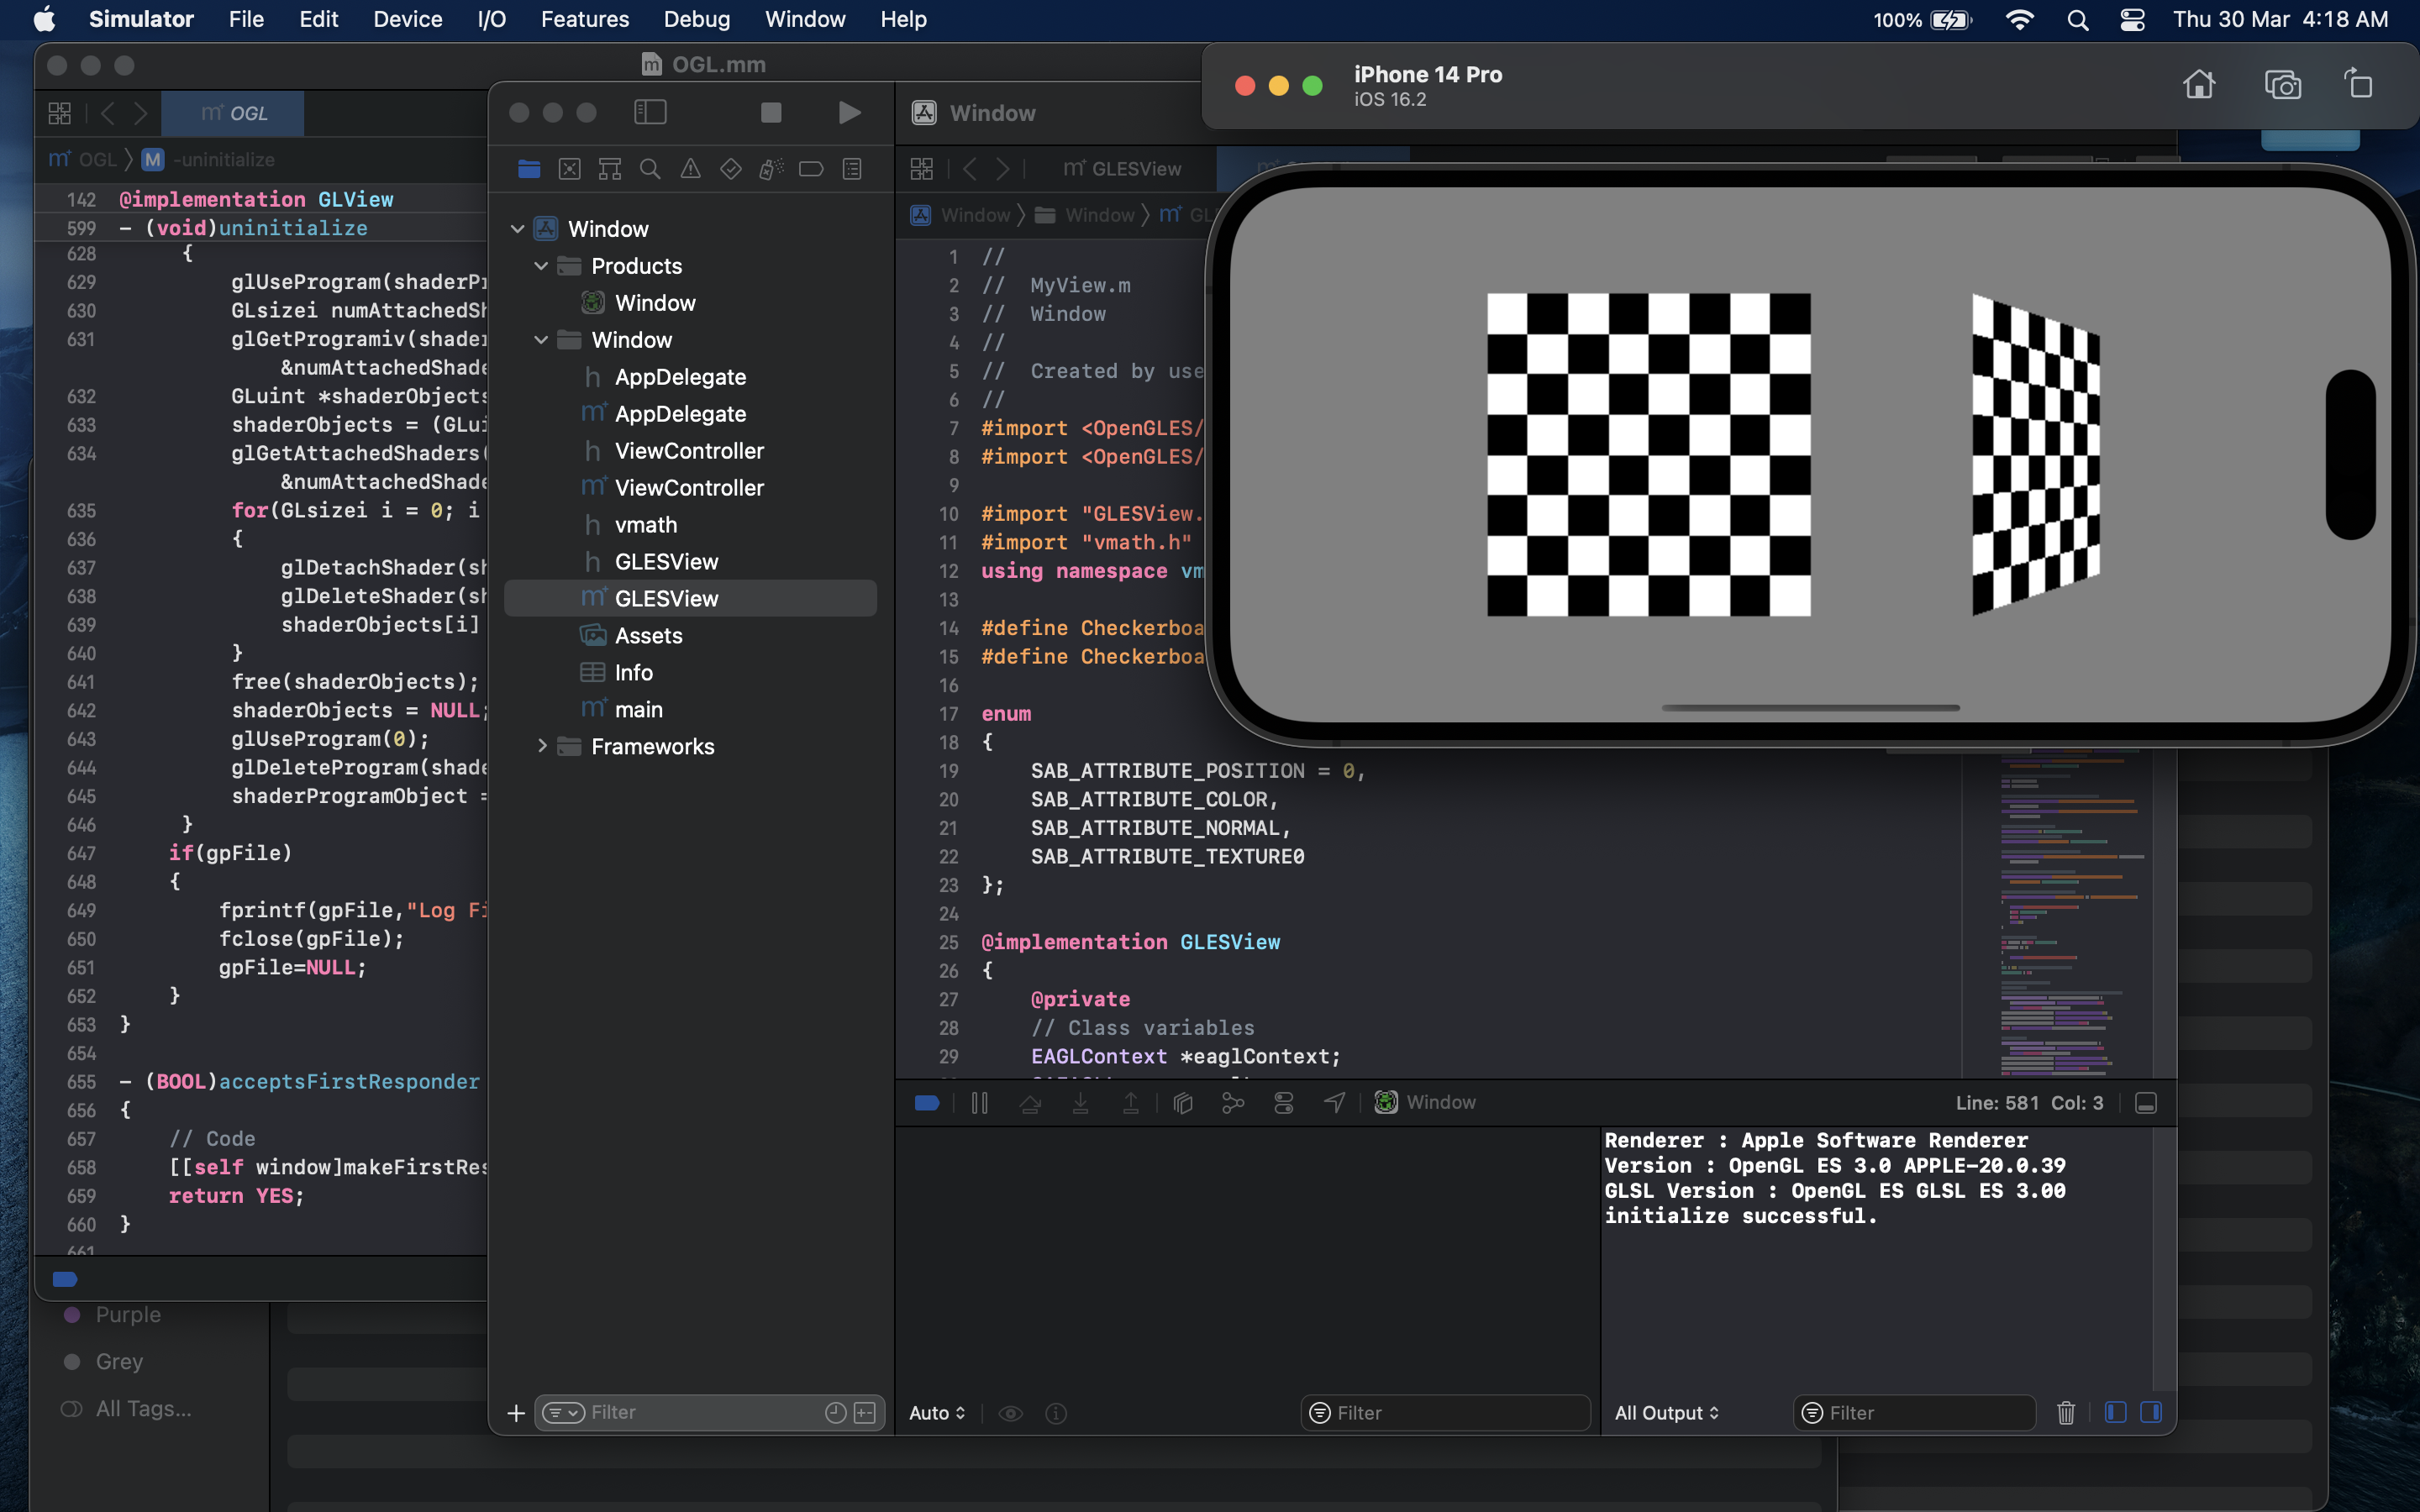 Simulator File Edit Device I/O Features Debug Window Help 100% Thu 30 Mar 4:18 AM
OGL.mm
OGL
OGL -uninitialize
142 @implementation GLView
599 - (void)uninitialize
628 {
629 glUseProgram(shaderPr
630 GLsizei numAttachedSh
631 glGetProgramiv(shader
&numAttachedShade
632 GLuint *shaderObjects
633 shaderObjects = (GLui
634 glGetAttachedShaders(
&numAttachedShade
635 for(GLsizei i = 0; i
636 {
637 glDetachShader(sh
638 glDeleteShader(sh
639 shaderObjects[i]
640 }
641 free(shaderObjects);
642 shaderObjects = NULL;
643 glUseProgram(0);
644 glDeleteProgram(shade
645 shaderProgramObject =
646 }
647 if(gpFile)
648 {
649 fprintf(gpFile,"Log Fi
650 fclose(gpFile);
651 gpFile=NULL;
652 }
653 }
654
655 - (BOOL)acceptsFirstResponder
656 {
657 // Code
658 [[self window]makeFirstRes
659 return YES;
660 }
661
Purple
Grey
All Tags...
Window
Products
Window
Window
h AppDelegate
m+ AppDelegate
h ViewController
m+ ViewController
h vmath
h GLESView
m+ GLESView
Assets
Info
m+ main
Frameworks
Filter
Window
GLESView
Window Window GL
1 //
2 // MyView.m
3 // Window
4 //
5 // Created by use
6 //
7 #import <OpenGLES/
8 #import <OpenGLES/
9
10 #import "GLESView.
11 #import "vmath.h"
12 using namespace vm
13
14 #define Checkerboa
15 #define Checkerboa
16
17 enum
18 {
19 SAB_ATTRIBUTE_POSITION = 0,
20 SAB_ATTRIBUTE_COLOR,
21 SAB_ATTRIBUTE_NORMAL,
22 SAB_ATTRIBUTE_TEXTURE0
23 };
24
25 @implementation GLESView
26 {
27 @private
28 // Class variables
29 EAGLContext *eaglContext;
Window
Line: 581 Col: 3
Auto
Filter
Renderer : Apple Software Renderer
Version : OpenGL ES 3.0 APPLE-20.0.39
GLSL Version : OpenGL ES GLSL ES 3.00
initialize successful.
All Output
Filter
iPhone 14 Pro
iOS 16.2